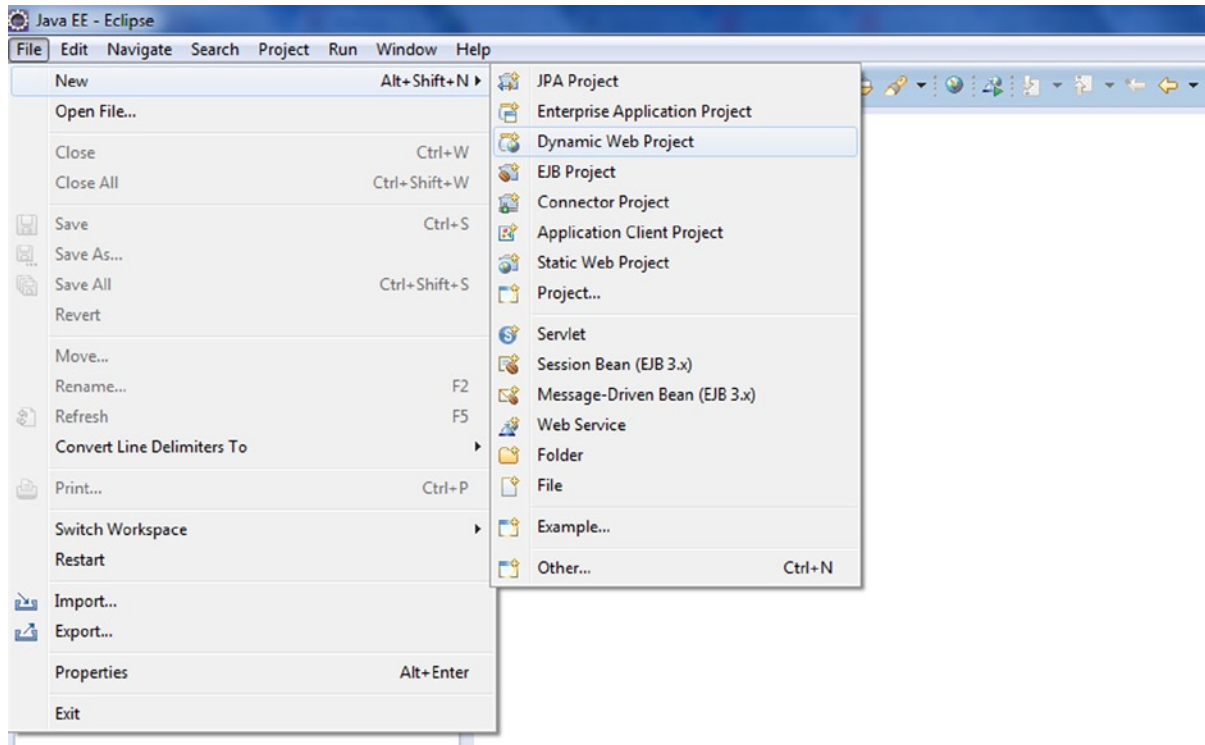 Java EE - Eclipse
File Edit Navigate Search Project Run Window Help
New Alt+Shift+N
Open File...
Close Ctrl+W
Close All Ctrl+Shift+W
Save Ctrl+S
Save As...
Save All Ctrl+Shift+S
Revert
Move...
Rename... F2
Refresh F5
Convert Line Delimiters To
Print... Ctrl+P
Switch Workspace
Restart
Import...
Export...
Properties Alt+Enter
Exit
JPA Project
Enterprise Application Project
Dynamic Web Project
EJB Project
Connector Project
Application Client Project
Static Web Project
Project...
Servlet
Session Bean (EJB 3.x)
Message-Driven Bean (EJB 3.x)
Web Service
Folder
File
Example...
Other... Ctrl+N